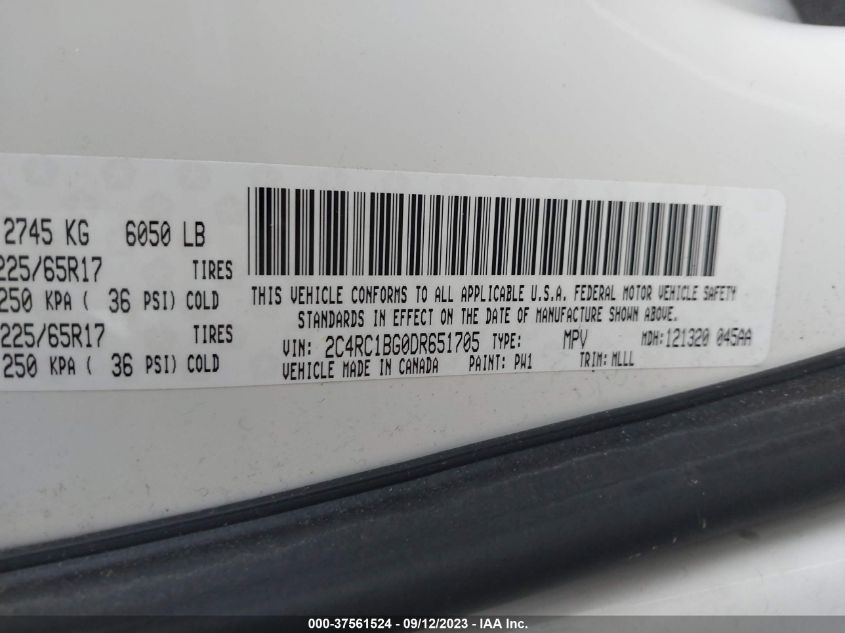 2745 KG 6050 LB
225/65R17 TIRES
250 KPA ( 36 PSI) COLD
225/65R17 TIRES
250 KPA ( 36 PSI) COLD
THIS VEHICLE CONFORMS TO ALL APPLICABLE U.S.A. FEDERAL MOTOR VEHICLE SAFETY
STANDARDS IN EFFECT ON THE DATE OF MANUFACTURE SHOWN ABOVE.
VIN: 2C4RC1BG0DR651705 TYPE: MPV MDH:121320 045AA
VEHICLE MADE IN CANADA PAINT: PW1 TRIM: MLLL
000-37561524 - 09/12/2023 - IAA Inc.